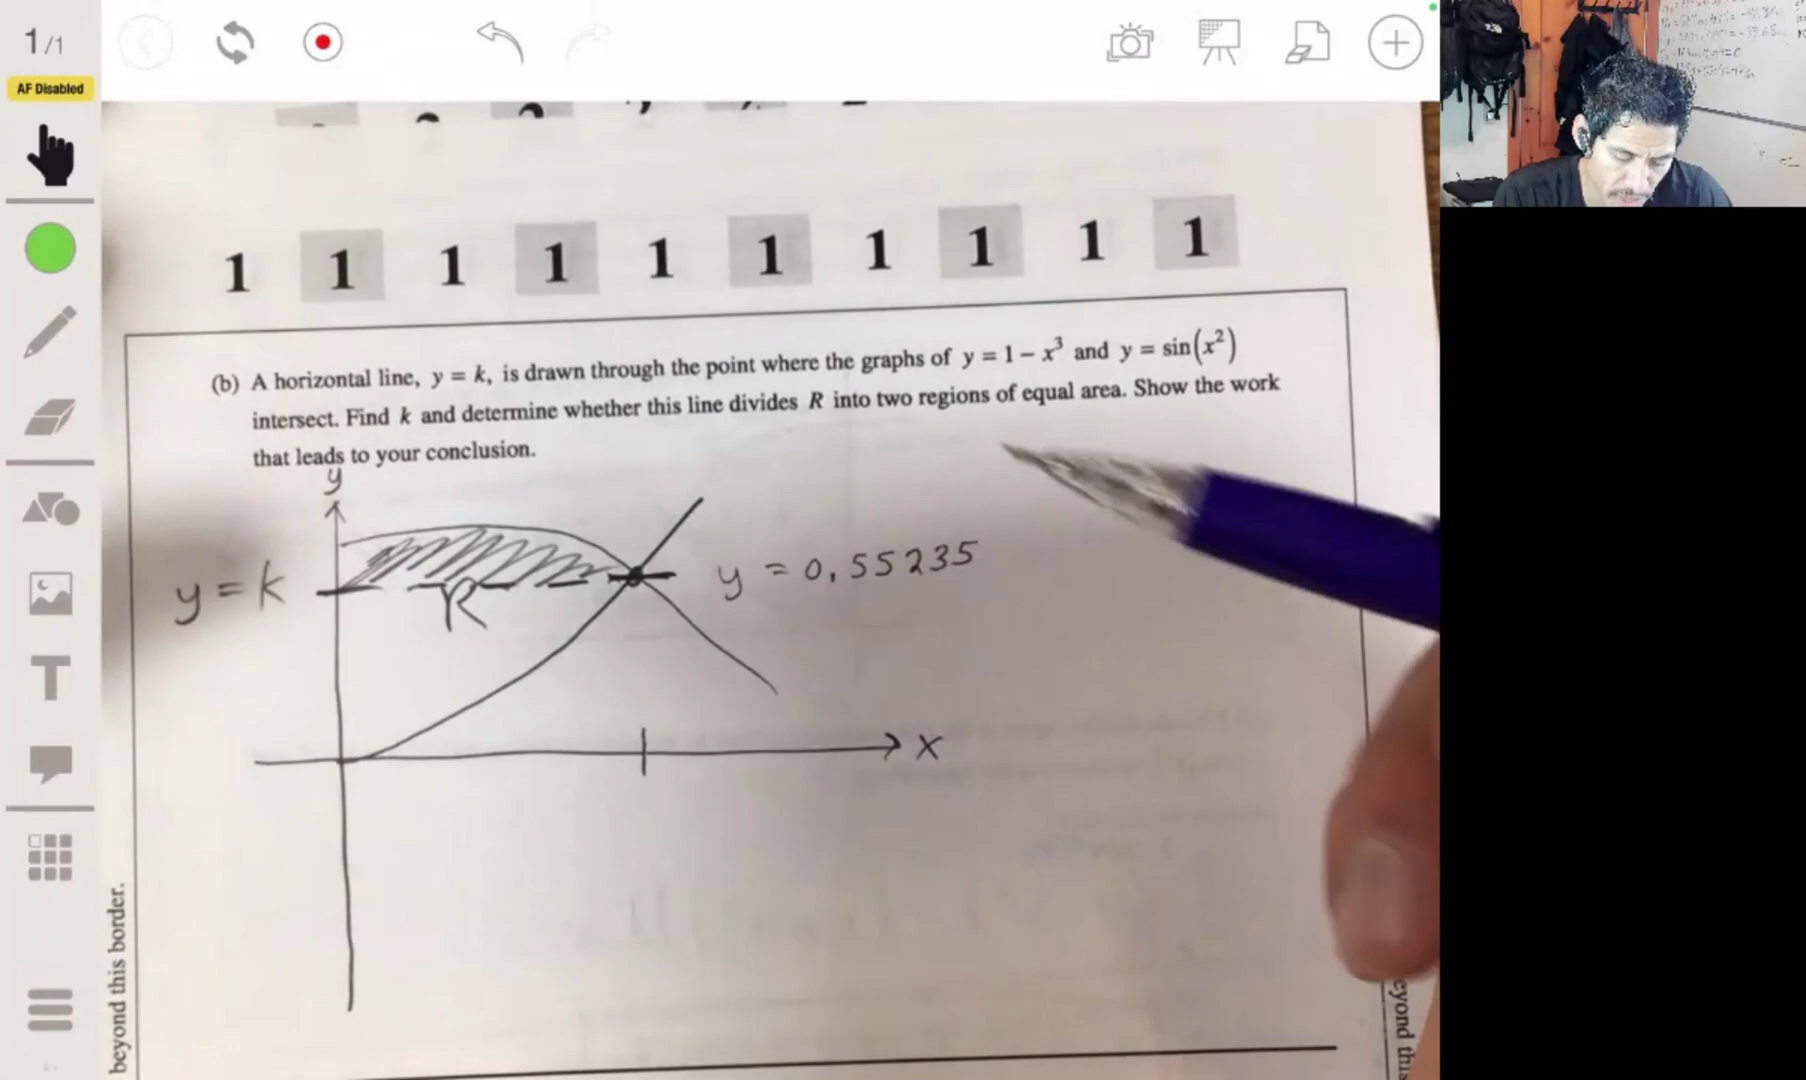 1/1
AF Disabled
1 1 1 1 1 1 1 1 1 1
(b) A horizontal line, y = k, is drawn through the point where the graphs of y = 1 − x³ and y = sin(x²)
intersect. Find k and determine whether this line divides R into two regions of equal area. Show the work
that leads to your conclusion.
y
y = k
R
y = 0,55235
x
T
beyond this border.
eyond this